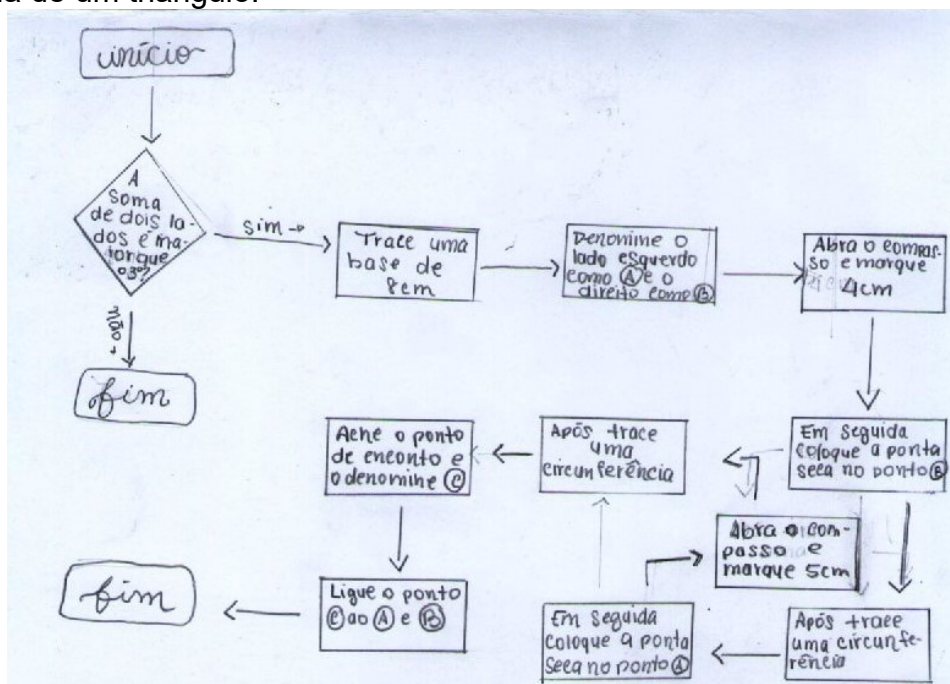 de um triângulo.
início
A
soma
de dois la-
dos é ma-
ior que
o 3º?
sim
não
fim
Trace uma
base de
8cm
Denomine o
lado esquerdo
como Ⓐ e o
direito como Ⓑ
Abra o compas-
so e marque
4cm
Em seguida
coloque a ponta
seca no ponto Ⓑ
Após trace
uma circunfe-
rência
Em seguida
coloque a ponta
seca no ponto Ⓐ
Abra o com-
passo e
marque 5cm
Após trace
uma
circunferência
Ache o ponto
de enconto e
o denomine Ⓒ
Ligue o ponto
Ⓒ ao Ⓐ e Ⓑ
fim